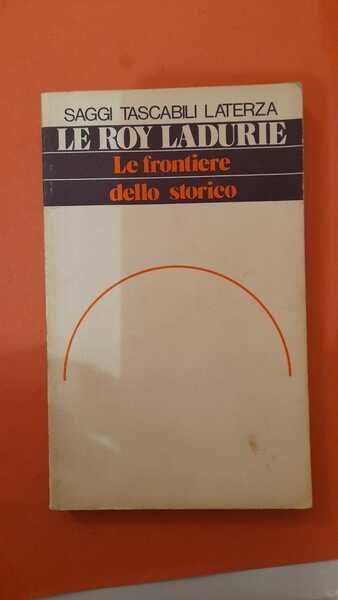 SAGGI TASCABILI LATERZA
LE ROY LADURIE
Le frontiere
dello storico